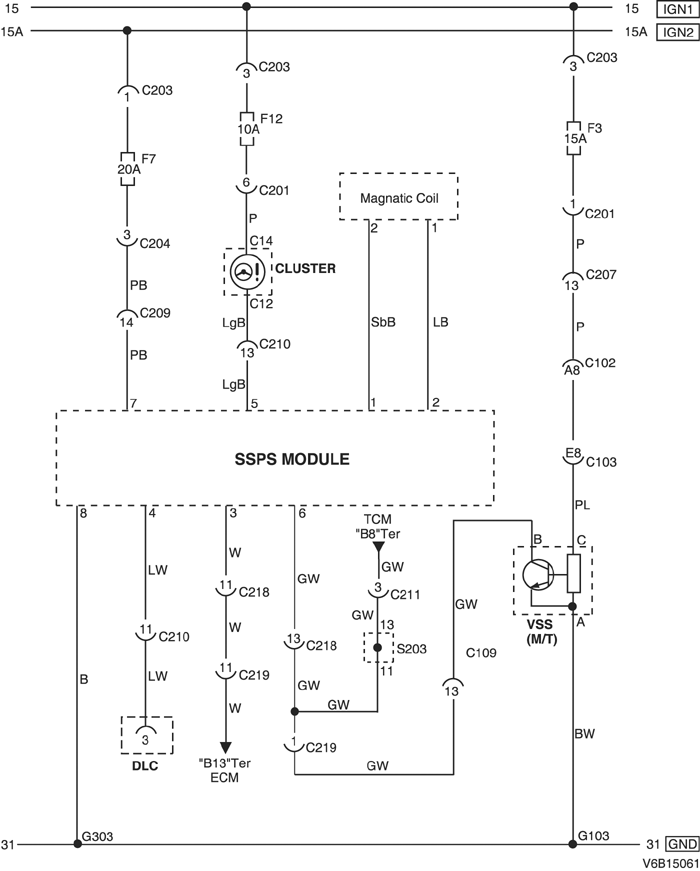 15
15
IGN1
15A
15A
IGN2
C203
3
C203
3
C203
1
F12
10A
F3
15A
F7
20A
6
C201
Magnatic Coil
1
C201
P
2
1
3
C204
C14
P
CLUSTER
C207
13
PB
C12
C209
14
LgB
SbB
LB
P
13
C210
PB
LgB
A8
C102
7
5
1
2
SSPS MODULE
E8
C103
8
4
3
6
TCM
"B8"Ter
PL
B
C
W
GW
GW
LW
11
C218
3
C211
GW
GW
13
VSS
(M/T)
A
11
C210
W
13
C218
S203
C109
11
C219
11
B
LW
GW
13
W
GW
3
1
C219
BW
DLC
"B13"Ter
ECM
GW
G303
G103
31
31
GND
V6B15061